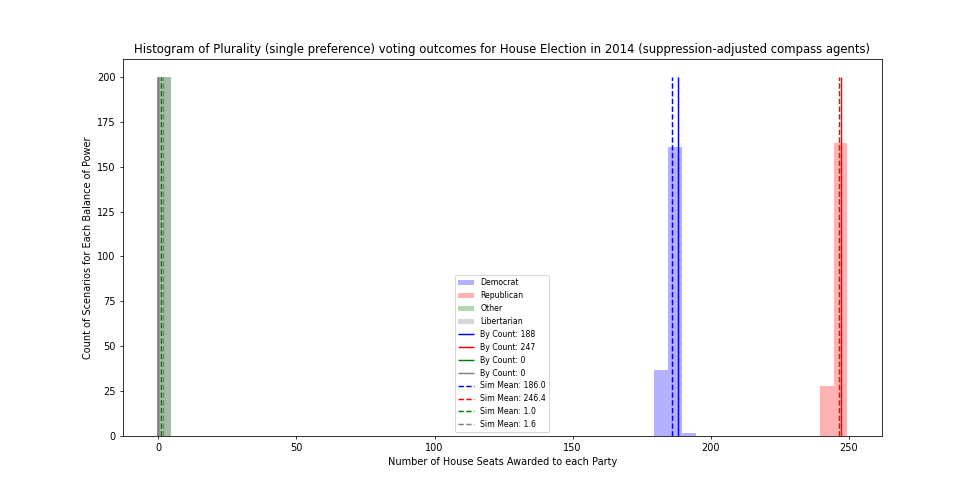 Histogram of Plurality (single preference) voting outcomes for House Election in 2014 (suppression-adjusted compass agents)
Count of Scenarios for Each Balance of Power
200
175
150
125
100
75
50
25
0
Democrat
Republican
Other
Libertarian
By Count: 188
By Count: 247
By Count: 0
By Count: 0
Sim Mean: 186.0
Sim Mean: 246.4
Sim Mean: 1.0
Sim Mean: 1.6
0 50 100 150 200 250
Number of House Seats Awarded to each Party